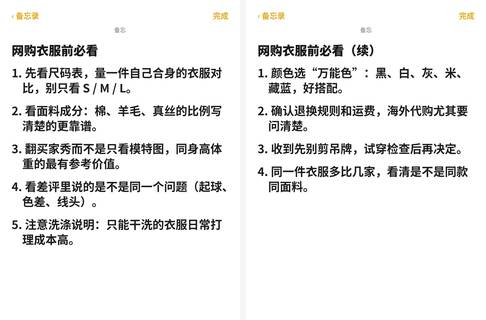 ‹ 备忘录
完成
备忘
网购衣服前必看
1. 先看尺码表，量一件自己合身的衣服对
比，别只看 S / M / L。
2. 看面料成分：棉、羊毛、真丝的比例写
清楚的更靠谱。
3. 翻买家秀而不是只看模特图，同身高体
重的最有参考价值。
4. 看差评里说的是不是同一个问题（起球、
色差、线头）。
5. 注意洗涤说明：只能干洗的衣服日常打
理成本高。
‹ 备忘录
完成
备忘
网购衣服前必看（续）
1. 颜色选“万能色”：黑、白、灰、米、
藏蓝，好搭配。
2. 确认退换规则和运费，海外代购尤其要
问清楚。
3. 收到先别剪吊牌，试穿检查后再决定。
4. 同一件衣服多比几家，看清是不是同款
同面料。